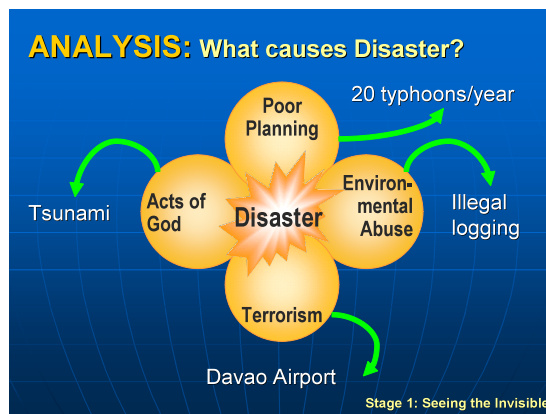 ANALYSIS: What causes Disaster?
Poor
Planning
20 typhoons/year
Acts of
God
Disaster
Environ-
mental
Abuse
Tsunami
Illegal
logging
Terrorism
Davao Airport
Stage 1: Seeing the Invisible